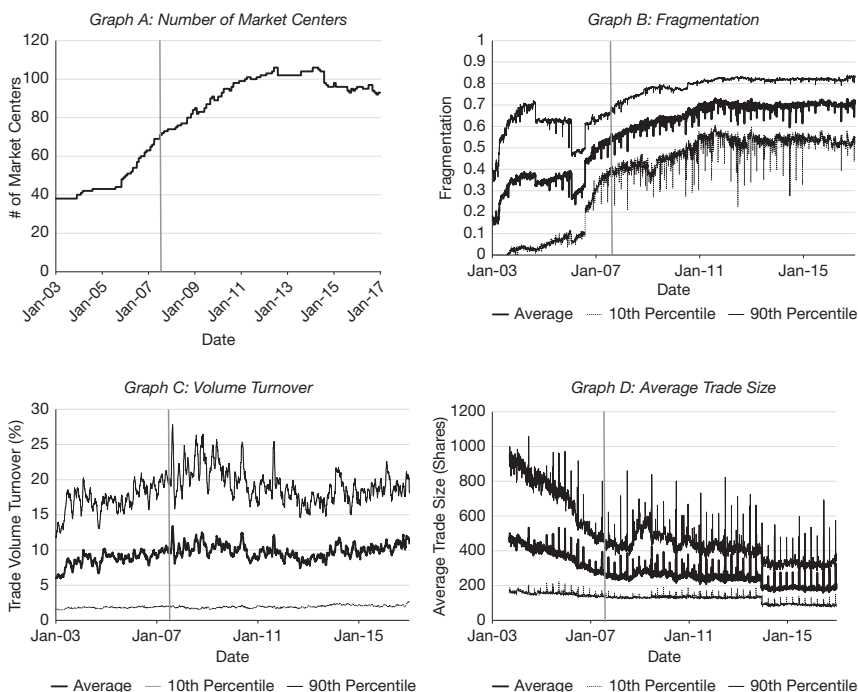 Graph A: Number of Market Centers
120
100
80
60
40
20
0
# of Market Centers
Jan-03
Jan-05
Jan-07
Jan-09
Jan-11
Jan-13
Jan-15
Jan-17
Date
Graph B: Fragmentation
1
0.9
0.8
0.7
0.6
0.5
0.4
0.3
0.2
0.1
0
Fragmentation
Jan-03 Jan-07 Jan-11 Jan-15
Date
Average 10th Percentile 90th Percentile
Graph C: Volume Turnover
30
25
20
15
10
5
0
Trade Volume Turnover (%)
Jan-03 Jan-07 Jan-11 Jan-15
Date
Average 10th Percentile 90th Percentile
Graph D: Average Trade Size
1200
1000
800
600
400
200
0
Average Trade Size (Shares)
Jan-03 Jan-07 Jan-11 Jan-15
Date
Average 10th Percentile 90th Percentile